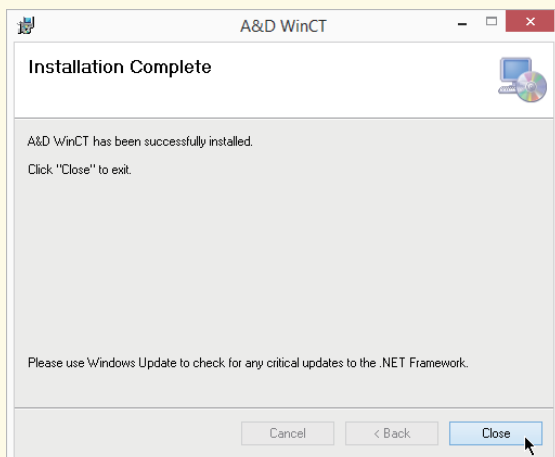 A&D WinCT
Installation Complete
A&D WinCT has been successfully installed.
Click "Close" to exit.
Please use Windows Update to check for any critical updates to the .NET Framework.
Cancel
< Back
Close